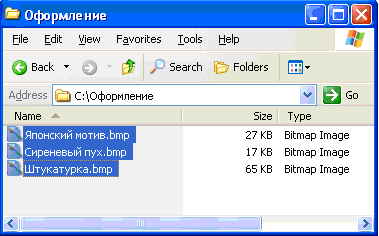 Оформление
File Edit View Favorites Tools Help
Back Search Folders
Address C:\Оформление Go
Name Size Type
Японский мотив.bmp 27 KB Bitmap Image
Сиреневый пух.bmp 17 KB Bitmap Image
Штукатурка.bmp 65 KB Bitmap Image